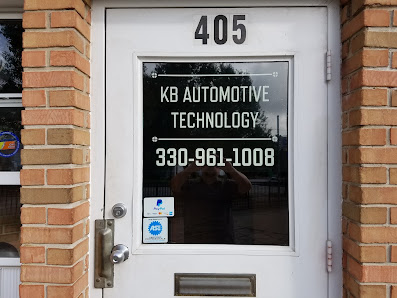 405
KB AUTOMOTIVE
TECHNOLOGY
330-961-1008
PayPal
ASE